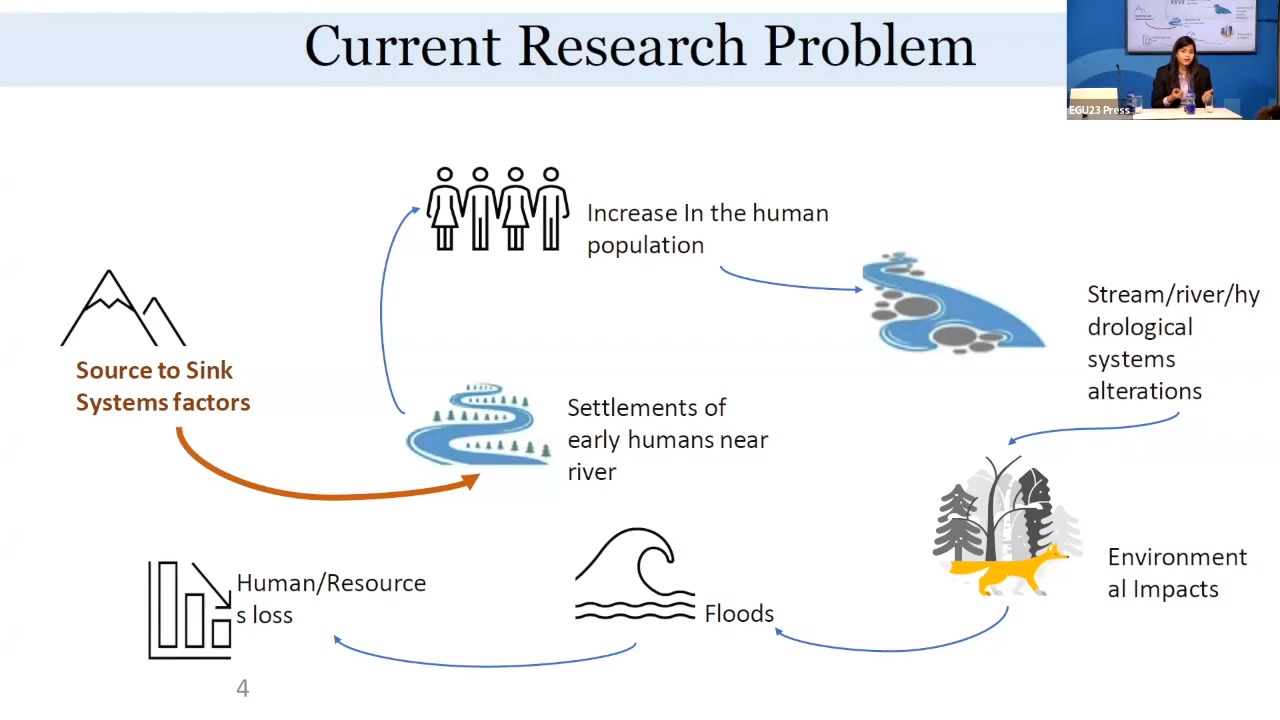 Current Research Problem
EGU23 Press
Increase In the human
population
Stream/river/hy
drological
systems
alterations
Source to Sink
Systems factors
Settlements of
early humans near
river
Environment
al Impacts
Human/Resource
s loss
Floods
4